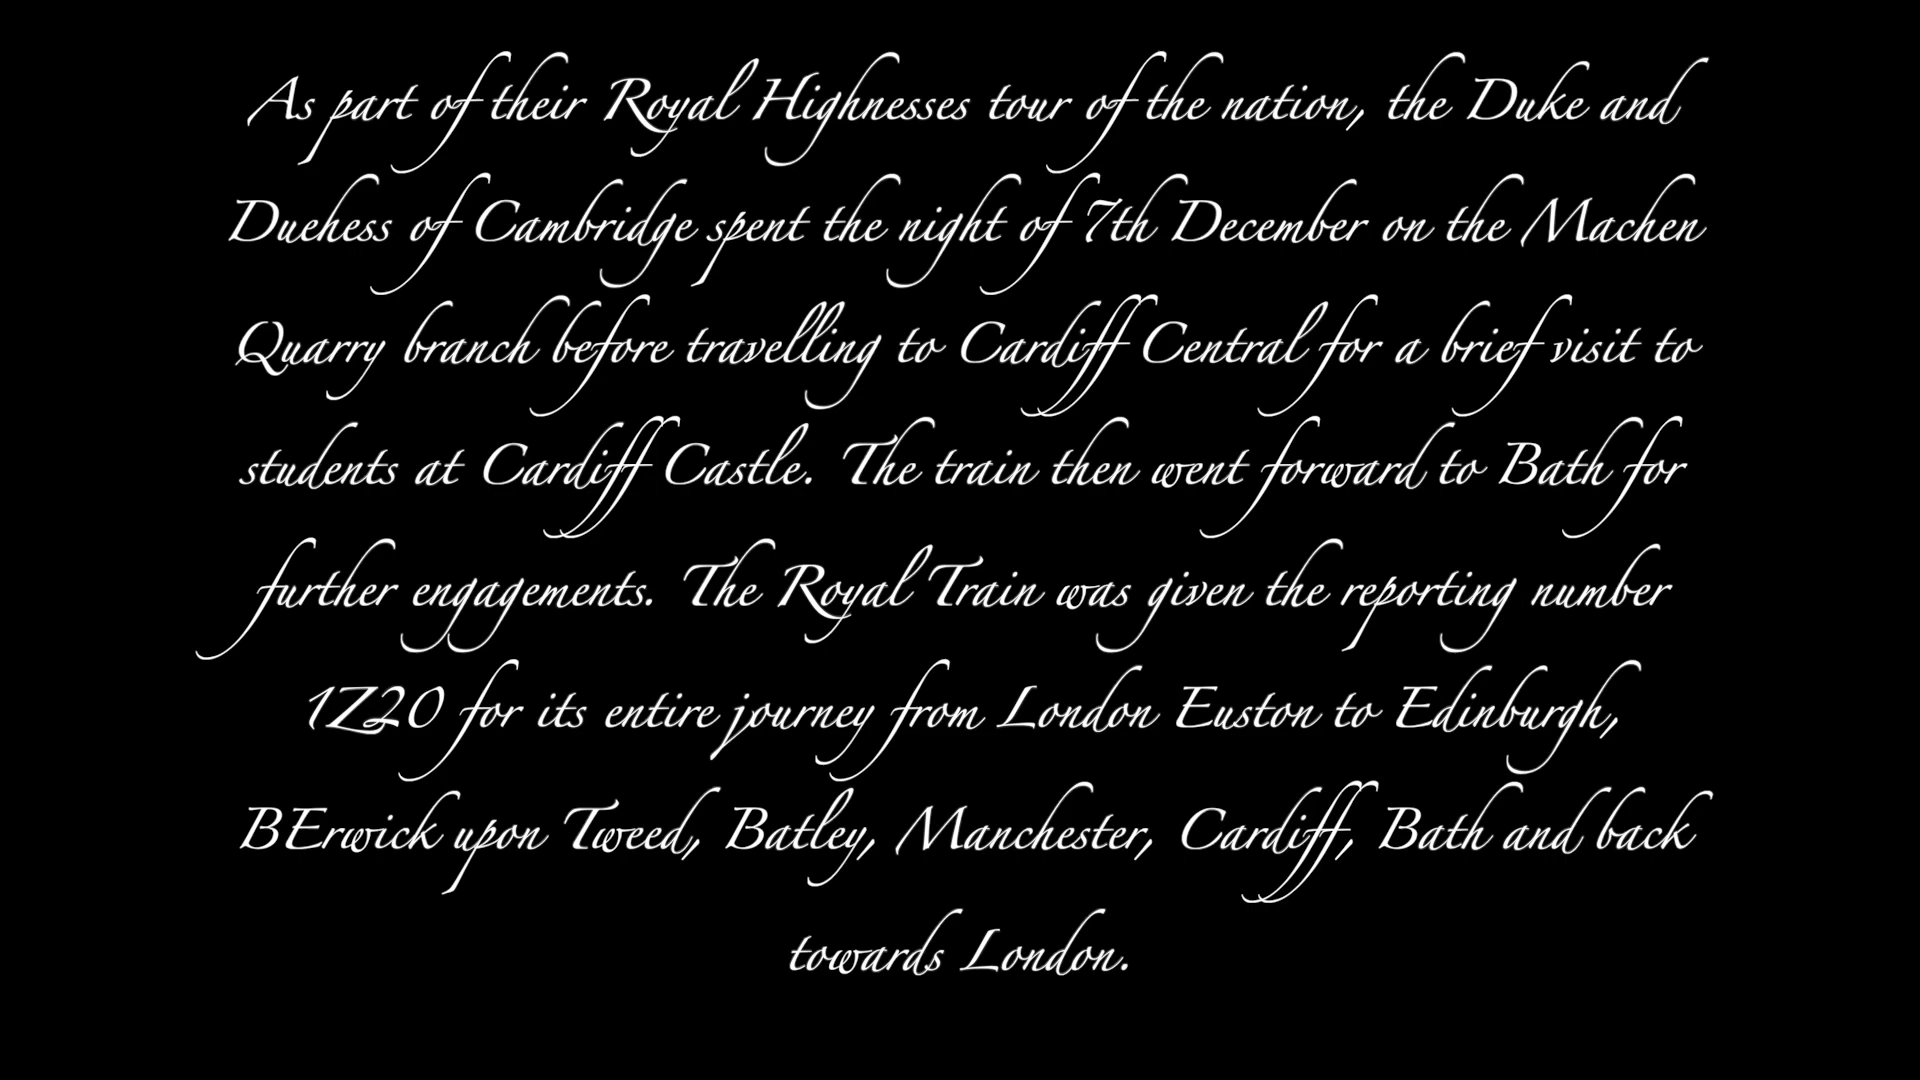 As part of their Royal Highnesses tour of the nation, the Duke and
Duehess of Cambridge spent the night of 7th December on the Machen
Quarry branch before travelling to Cardiff Central for a brief visit to
students at Cardiff Castle. The train then went forward to Bath for
further engagements. The Royal Train was given the reporting number
1Z20 for its entire journey from London Euston to Edinburgh,
BErwick upon Tweed, Batley, Manchester, Cardiff, Bath and back
towards London.